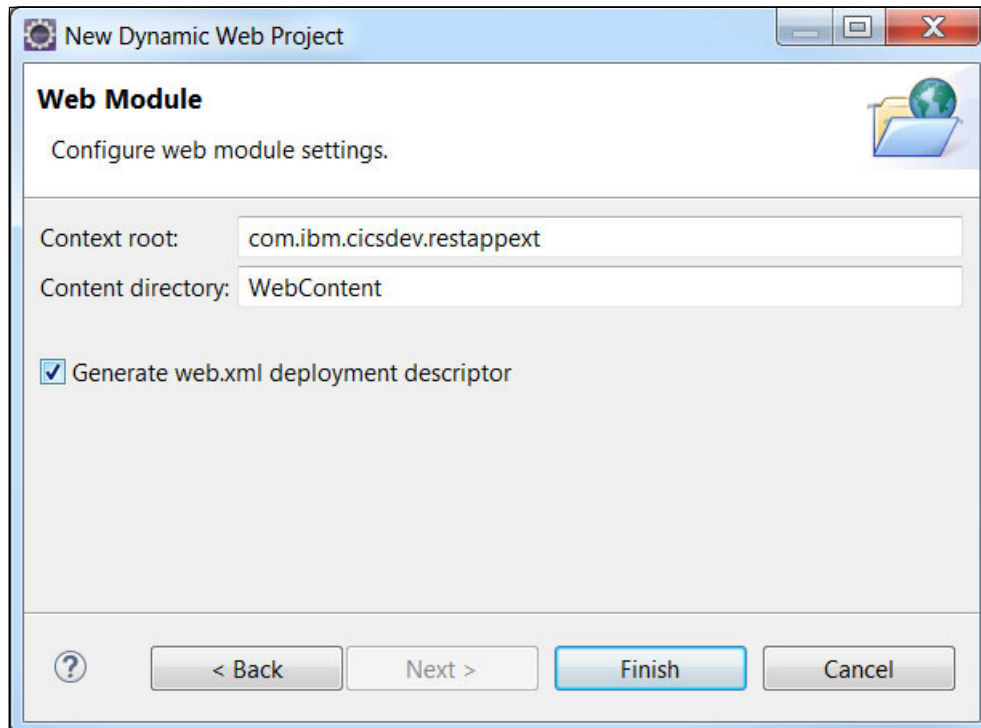 New Dynamic Web Project
Web Module
Configure web module settings.
Context root: com.ibm.cicsdev.restappext
Content directory: WebContent
Generate web.xml deployment descriptor
? < Back Next > Finish Cancel